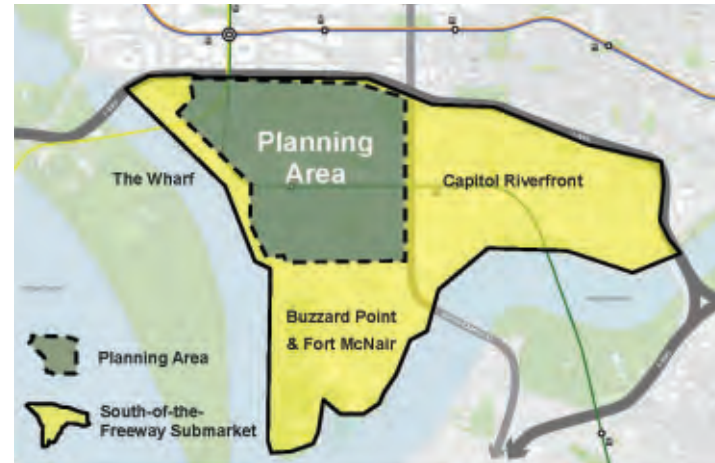 Planning
Area
The Wharf
Capitol Riverfront
Buzzard Point
& Fort McNair
Planning Area
South-of-the-
Freeway Submarket